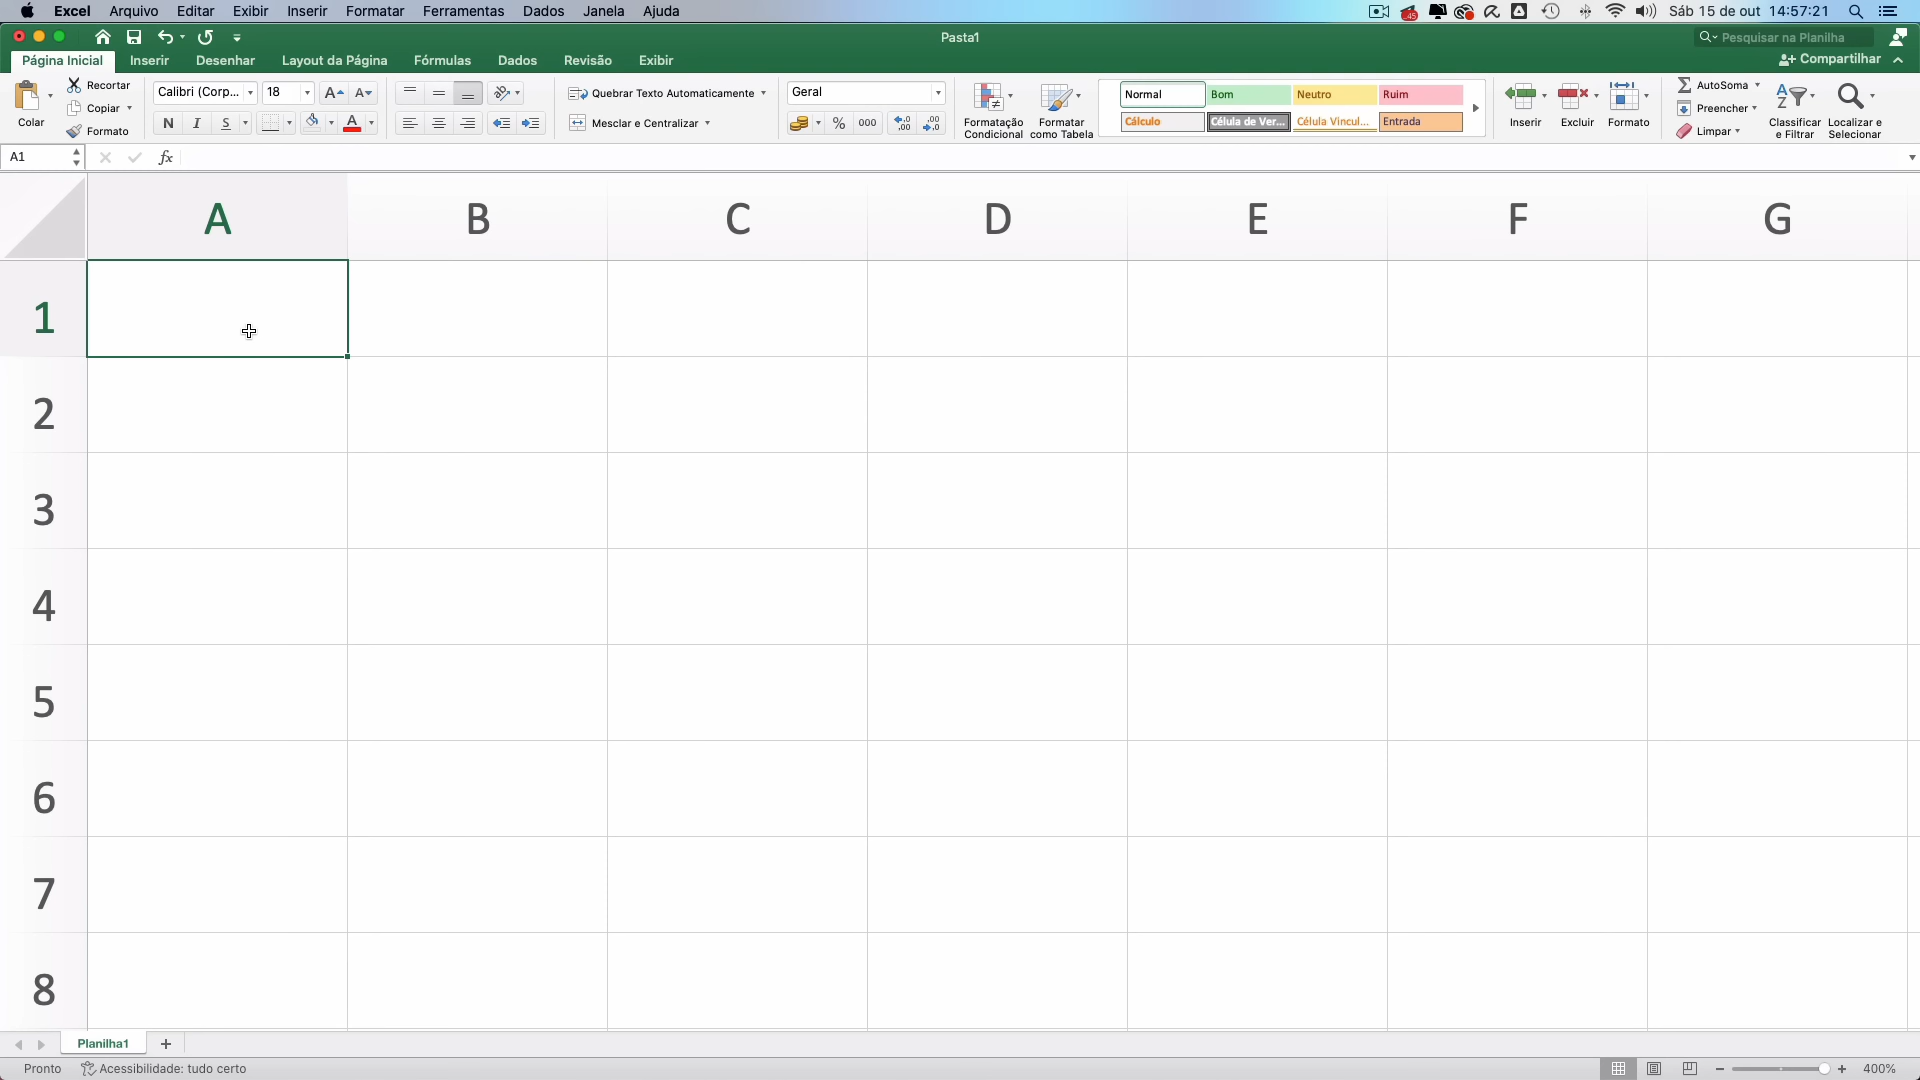 Excel Arquivo Editar Exibir Inserir Formatar Ferramentas Dados Janela Ajuda 45 Sáb 15 de out 14:57:21
Pasta1 Pesquisar na Planilha
Página Inicial Inserir Desenhar Layout da Página Fórmulas Dados Revisão Exibir Compartilhar
Colar
Recortar
Copiar
Formato
Calibri (Corp... 18 A A
N I S A
Quebrar Texto Automaticamente
Mesclar e Centralizar
Geral
% 000 ,00 ,0
Formatação
Condicional
Formatar
como Tabela
Normal Bom Neutro Ruim
Cálculo Célula de Ver... Célula Vincul... Entrada
Inserir Excluir Formato
AutoSoma
Preencher
Limpar
Classificar
e Filtrar
Localizar e
Selecionar
A1 fx
A B C D E F G
1
2
3
4
5
6
7
8
Planilha1
Pronto Acessibilidade: tudo certo 400%